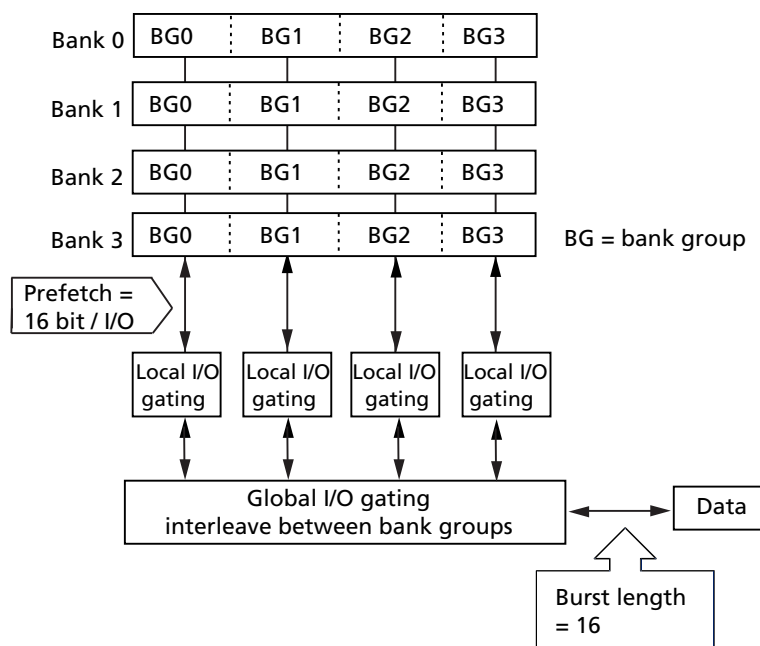 Bank 0 BG0 BG1 BG2 BG3
Bank 1 BG0 BG1 BG2 BG3
Bank 2 BG0 BG1 BG2 BG3
Bank 3 BG0 BG1 BG2 BG3
BG = bank group
Prefetch =
16 bit / I/O
Local I/O
gating
Local I/O
gating
Local I/O
gating
Local I/O
gating
Global I/O gating
interleave between bank groups
Data
Burst length
= 16